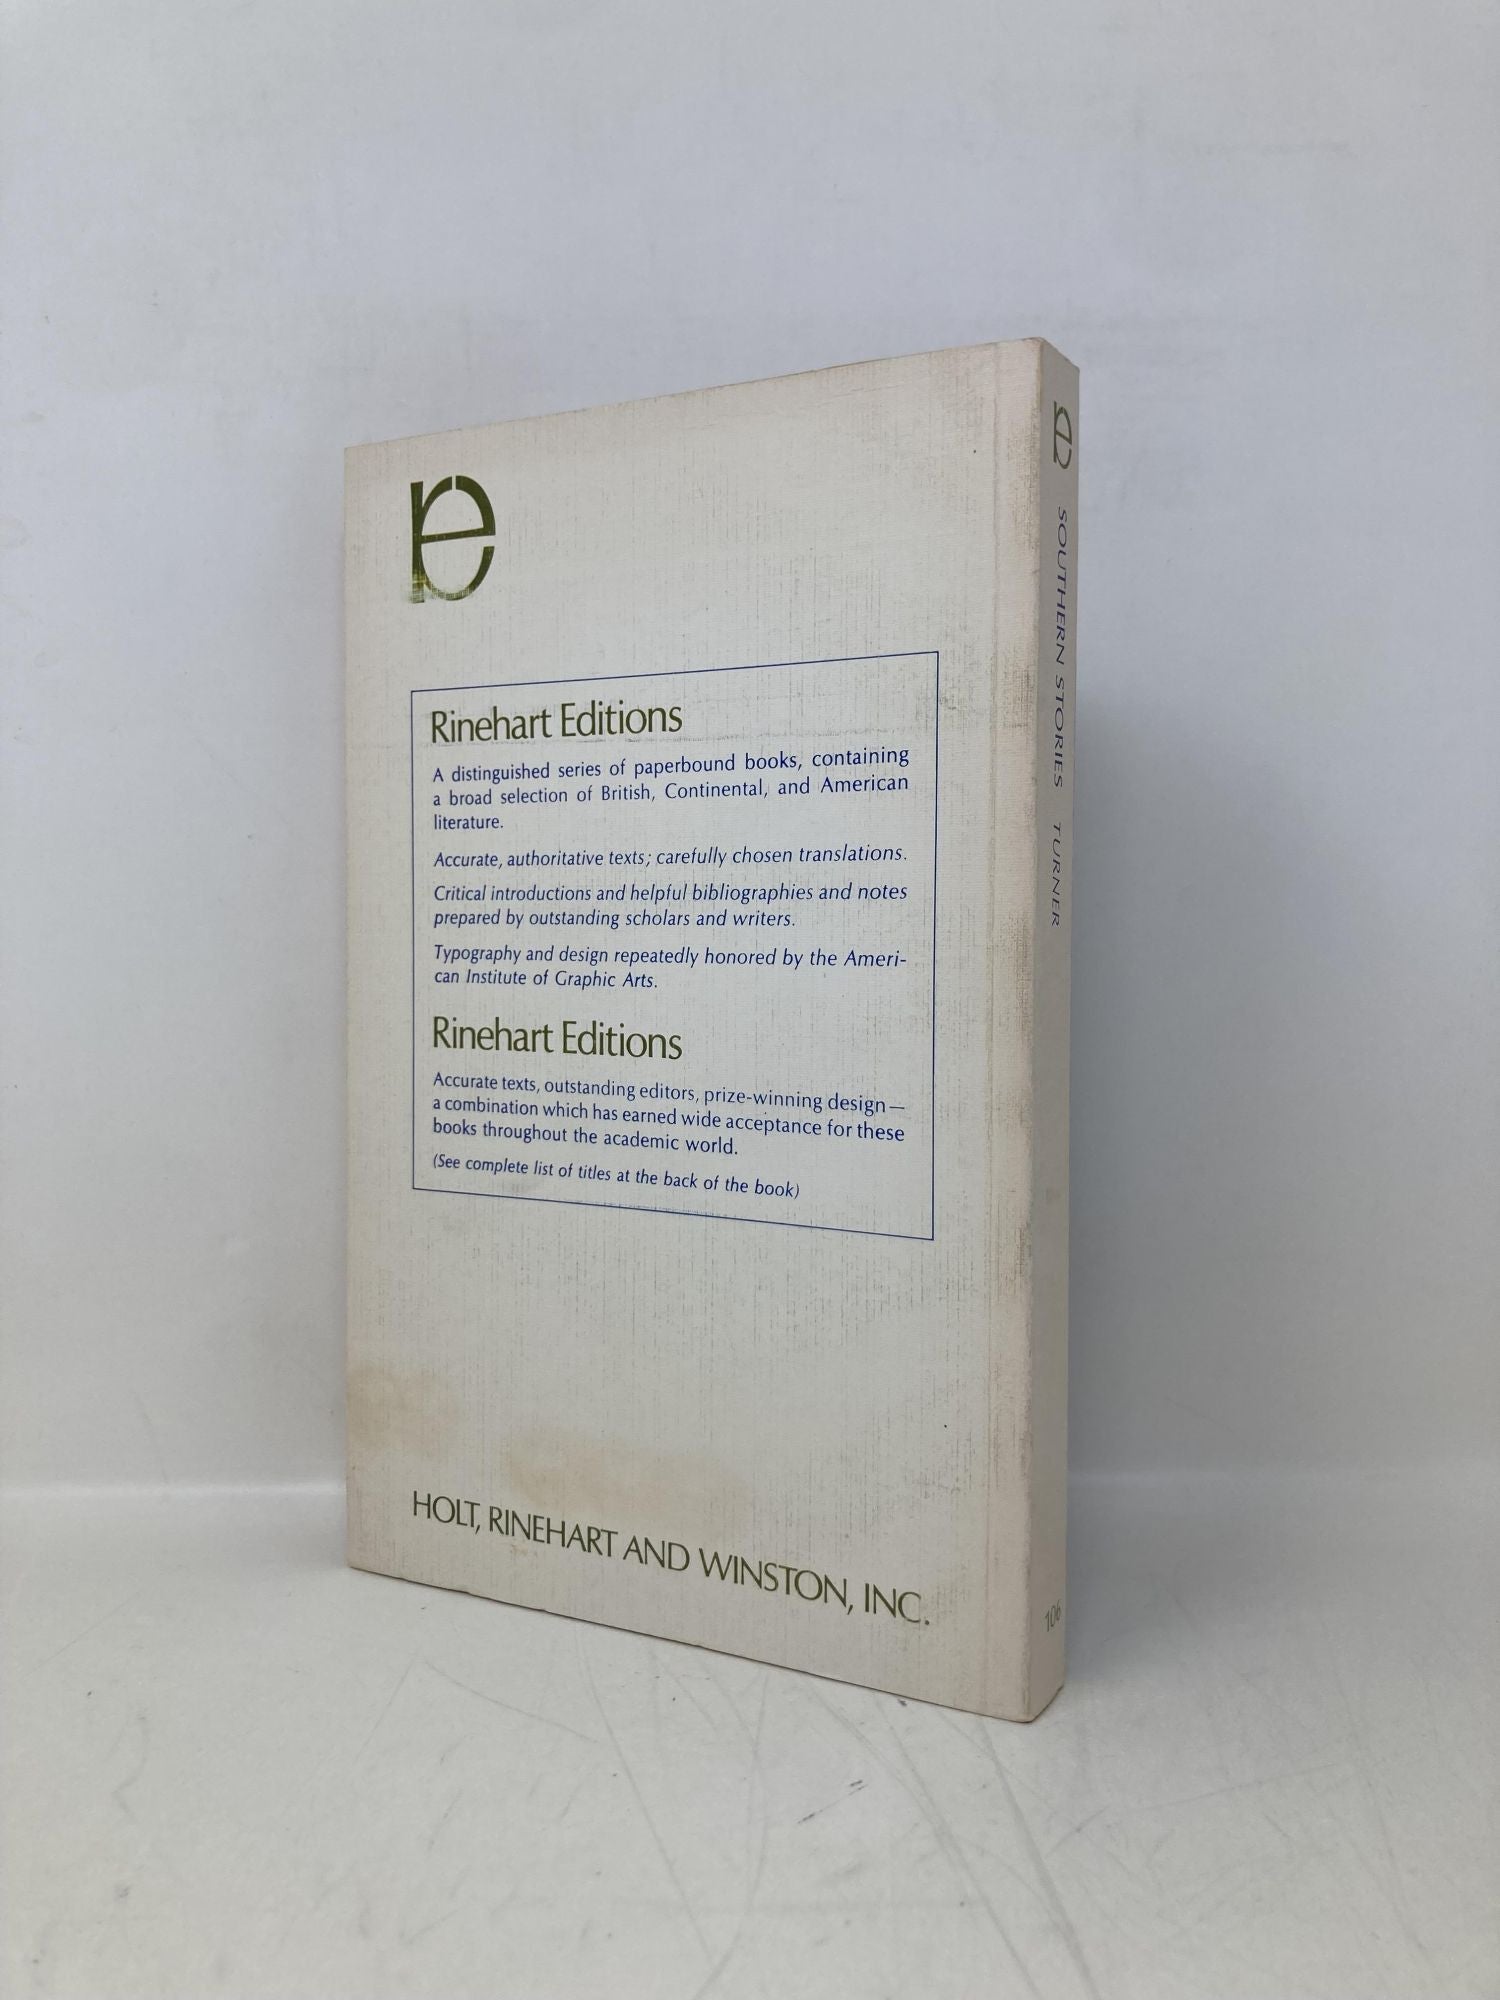 re
Rinehart Editions
A distinguished series of paperbound books, containing
a broad selection of British, Continental, and American
literature.
Accurate, authoritative texts; carefully chosen translations.
Critical introductions and helpful bibliographies and notes
prepared by outstanding scholars and writers.
Typography and design repeatedly honored by the Ameri-
can Institute of Graphic Arts.
Rinehart Editions
Accurate texts, outstanding editors, prize-winning design—
a combination which has earned wide acceptance for these
books throughout the academic world.
(See complete list of titles at the back of the book)
HOLT, RINEHART AND WINSTON, INC.
re SOUTHERN STORIES TURNER
106